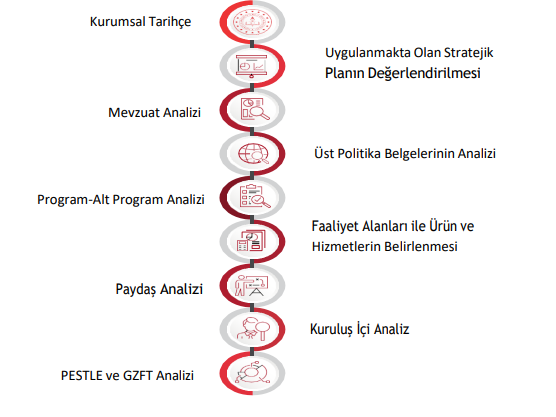 Kurumsal Tarihçe
Uygulanmakta Olan Stratejik
Planın Değerlendirilmesi
Mevzuat Analizi
Üst Politika Belgelerinin Analizi
Program-Alt Program Analizi
Faaliyet Alanları ile Ürün ve
Hizmetlerin Belirlenmesi
Paydaş Analizi
Kuruluş İçi Analiz
PESTLE ve GZFT Analizi